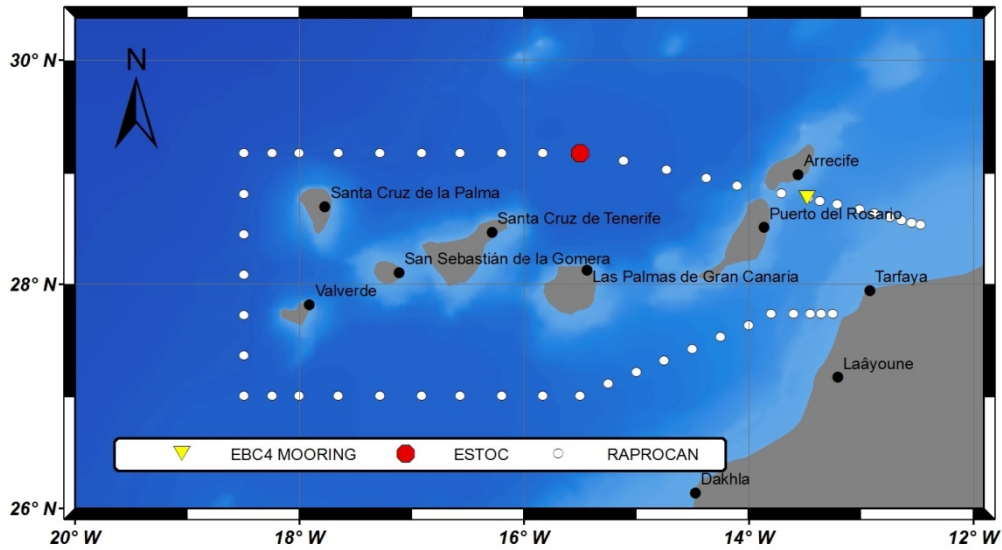 30° N
N
Arrecife
Santa Cruz de la Palma
Puerto del Rosario
Santa Cruz de Tenerife
San Sebastián de la Gomera
Las Palmas de Gran Canaria
28° N
Valverde
Tarfaya
Laâyoune
EBC4 MOORING ESTOC RAPROCAN
Dakhla
26° N
20° W 18° W 16° W 14° W 12° W